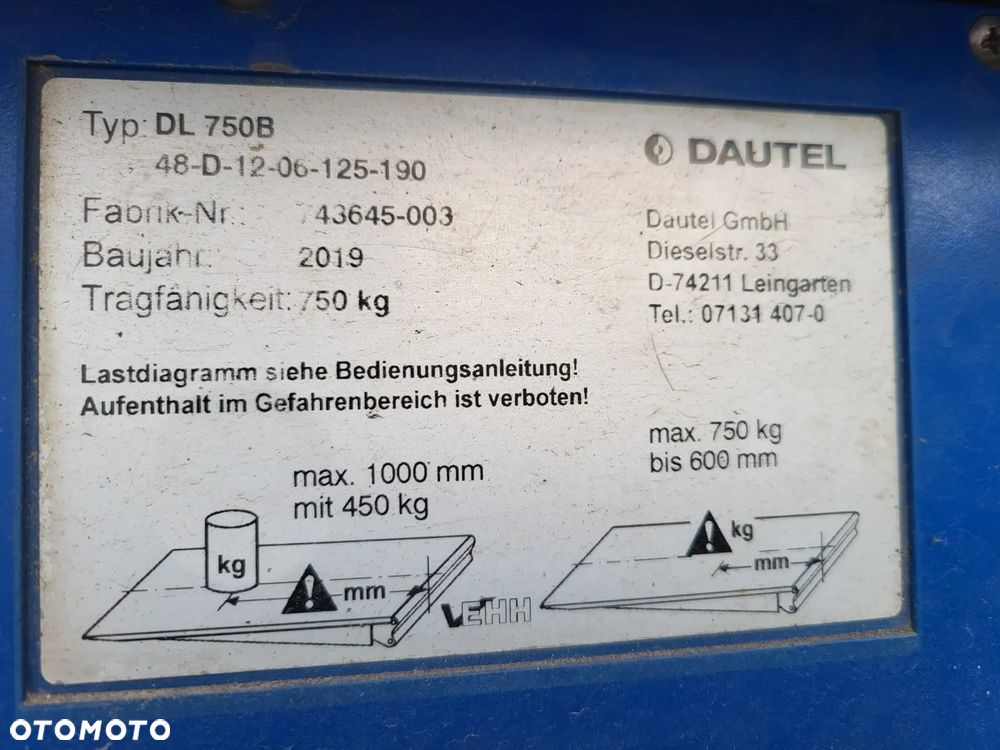 Typ: DL 750B
48-D-12-06-125-190
Fabrik-Nr.: 43645-003
Baujahr: 2019
Tragfähigkeit: 750 kg
DAUTEL
Dautel GmbH
Dieselstr. 33
D-74211 Leingarten
Tel.: 07131 407-0
Lastdiagramm siehe Bedienungsanleitung!
Aufenthalt im Gefahrenbereich ist verboten!
max. 1000 mm
mit 450 kg
max. 750 kg
bis 600 mm
kg
mm
kg
mm
OTOMOTO